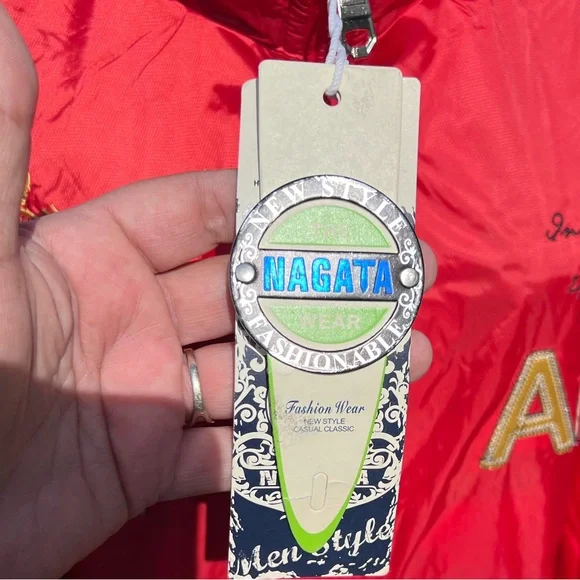 NEW STYLE
NAGATA
WEAR
FASHIONABLE
Fashion Wear
NEW STYLE
CASUAL CLASSIC
Men Style
A